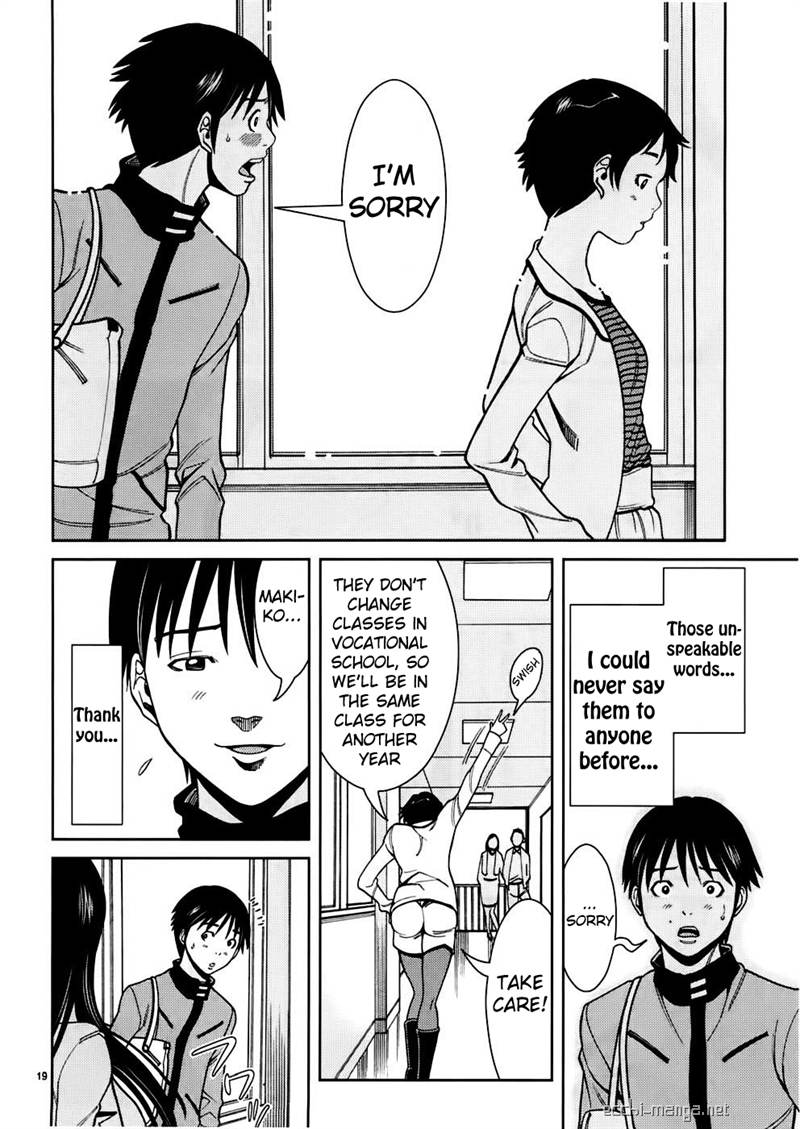 I'M
SORRY
Those un-
speakable
words...
I could
never say
them to
anyone
before...
...
SORRY
THEY DON'T
CHANGE
CLASSES IN
VOCATIONAL
SCHOOL, SO
WE'LL BE IN
THE SAME
CLASS FOR
ANOTHER
YEAR
SWISH
TAKE
CARE!
MAKI-
KO...
Thank
you...
19
ecchi-manga.net